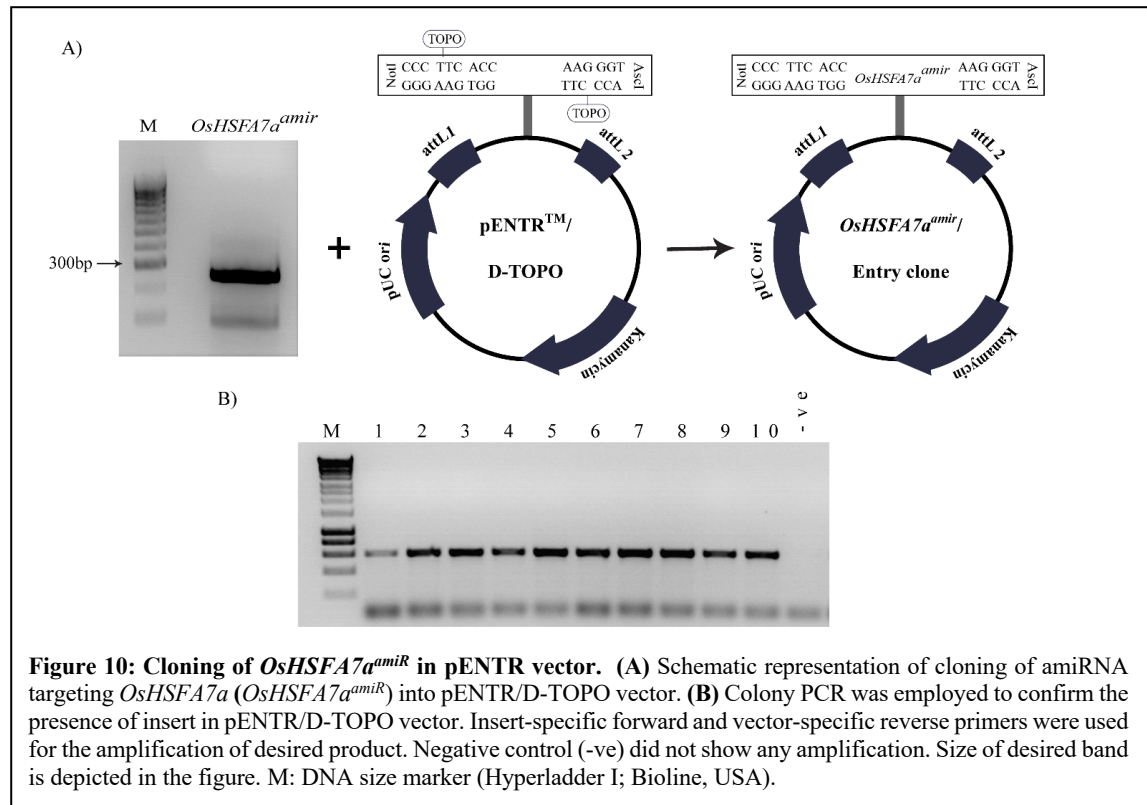 A)
M OsHSFA7a^amir
300bp
+
TOPO
NotI
CCC TTC ACC
GGG AAG TGG
AAG GGT
TTC CCA
AscI
TOPO
attL1
attL2
pUC ori
Kanamycin
pENTR™/
D-TOPO
NotI
CCC TTC ACC
GGG AAG TGG
OsHSFA7a^amir
AAG GGT
TTC CCA
AscI
attL1
attL2
pUC ori
Kanamycin
OsHSFA7a^amir/
Entry clone
B)
M 1 2 3 4 5 6 7 8 9 10 -ve
Figure 10: Cloning of OsHSFA7a^amiR in pENTR vector. (A) Schematic representation of cloning of amiRNA
targeting OsHSFA7a (OsHSFA7a^amiR) into pENTR/D-TOPO vector. (B) Colony PCR was employed to confirm the
presence of insert in pENTR/D-TOPO vector. Insert-specific forward and vector-specific reverse primers were used
for the amplification of desired product. Negative control (-ve) did not show any amplification. Size of desired band
is depicted in the figure. M: DNA size marker (Hyperladder I; Bioline, USA).